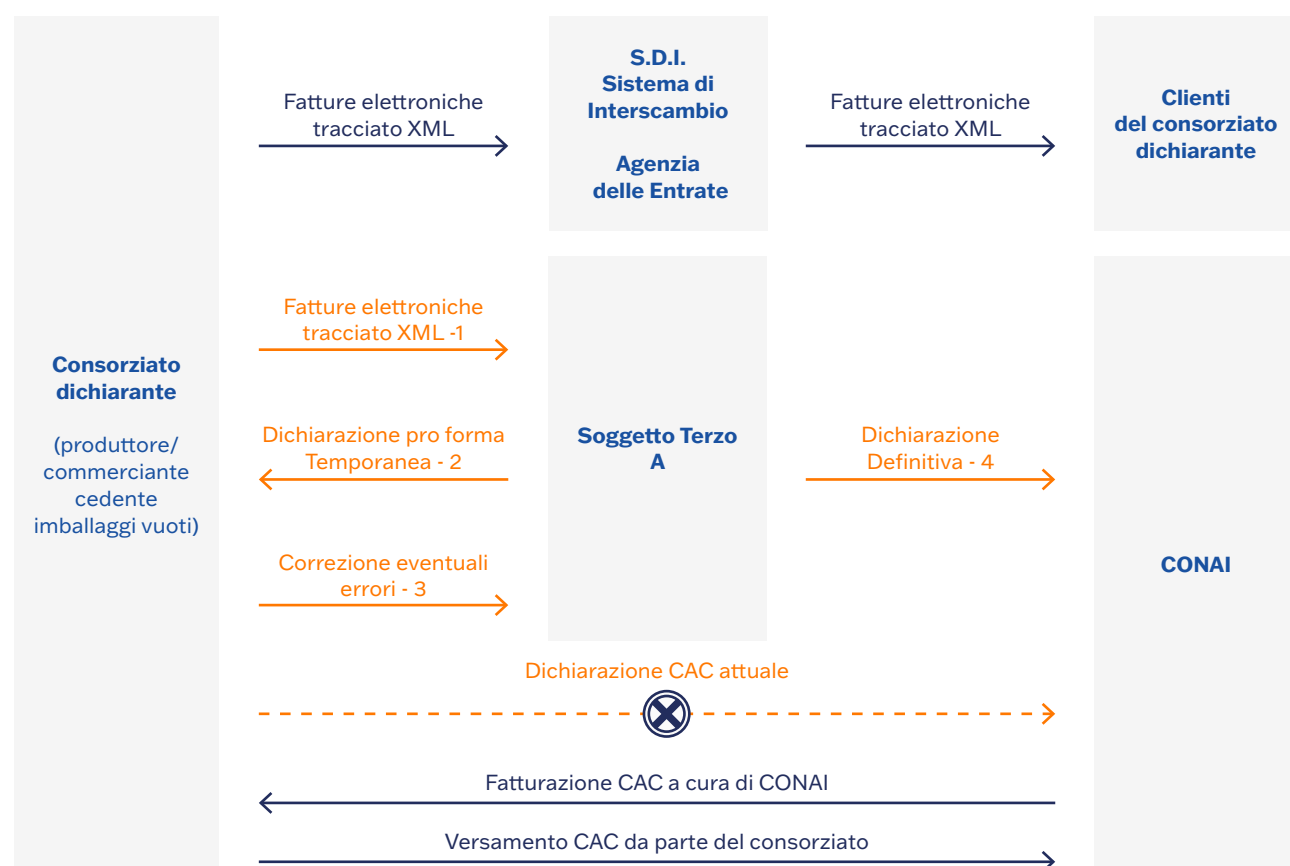 S.D.I.
Sistema di
Interscambio
Agenzia
delle Entrate
Fatture elettroniche
tracciato XML
Fatture elettroniche
tracciato XML
Clienti
del consorziato
dichiarante
Consorziato
dichiarante
(produttore/
commerciante
cedente
imballaggi vuoti)
Fatture elettroniche
tracciato XML -1
Dichiarazione pro forma
Temporanea - 2
Correzione eventuali
errori - 3
Soggetto Terzo
A
Dichiarazione
Definitiva - 4
CONAI
Dichiarazione CAC attuale
Fatturazione CAC a cura di CONAI
Versamento CAC da parte del consorziato